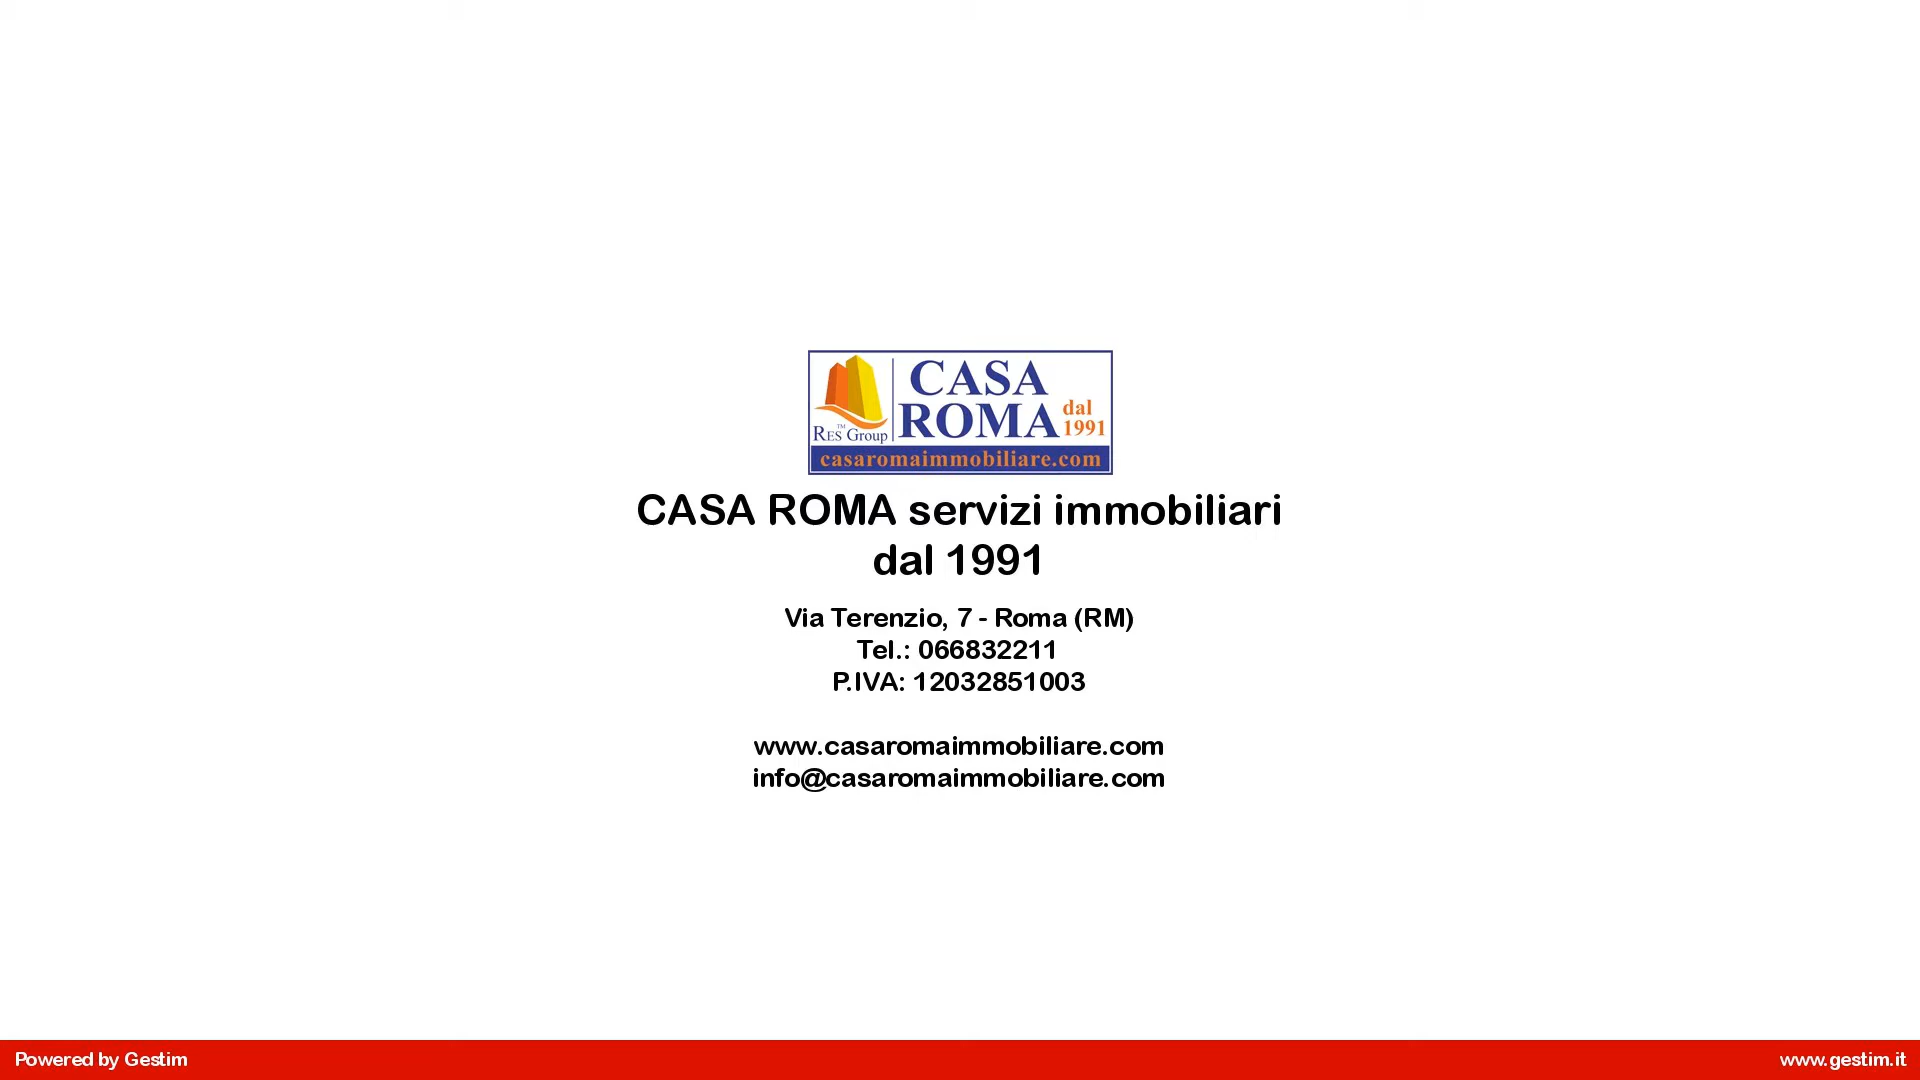 CASA
ROMA
dal
1991
RES Group
TM
casaromaimmobiliare.com
CASA ROMA servizi immobiliari
dal 1991
Via Terenzio, 7 - Roma (RM)
Tel.: 066832211
P.IVA: 12032851003
www.casaromaimmobiliare.com
info@casaromaimmobiliare.com
Powered by Gestim
www.gestim.it